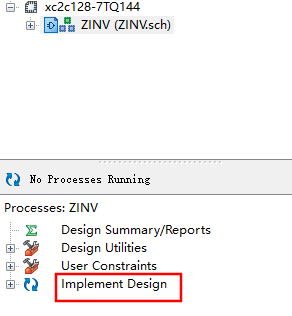 xc2c128-7TQ144
ZINV (ZINV.sch)
No Processes Running
Processes: ZINV
Design Summary/Reports
Design Utilities
User Constraints
Implement Design